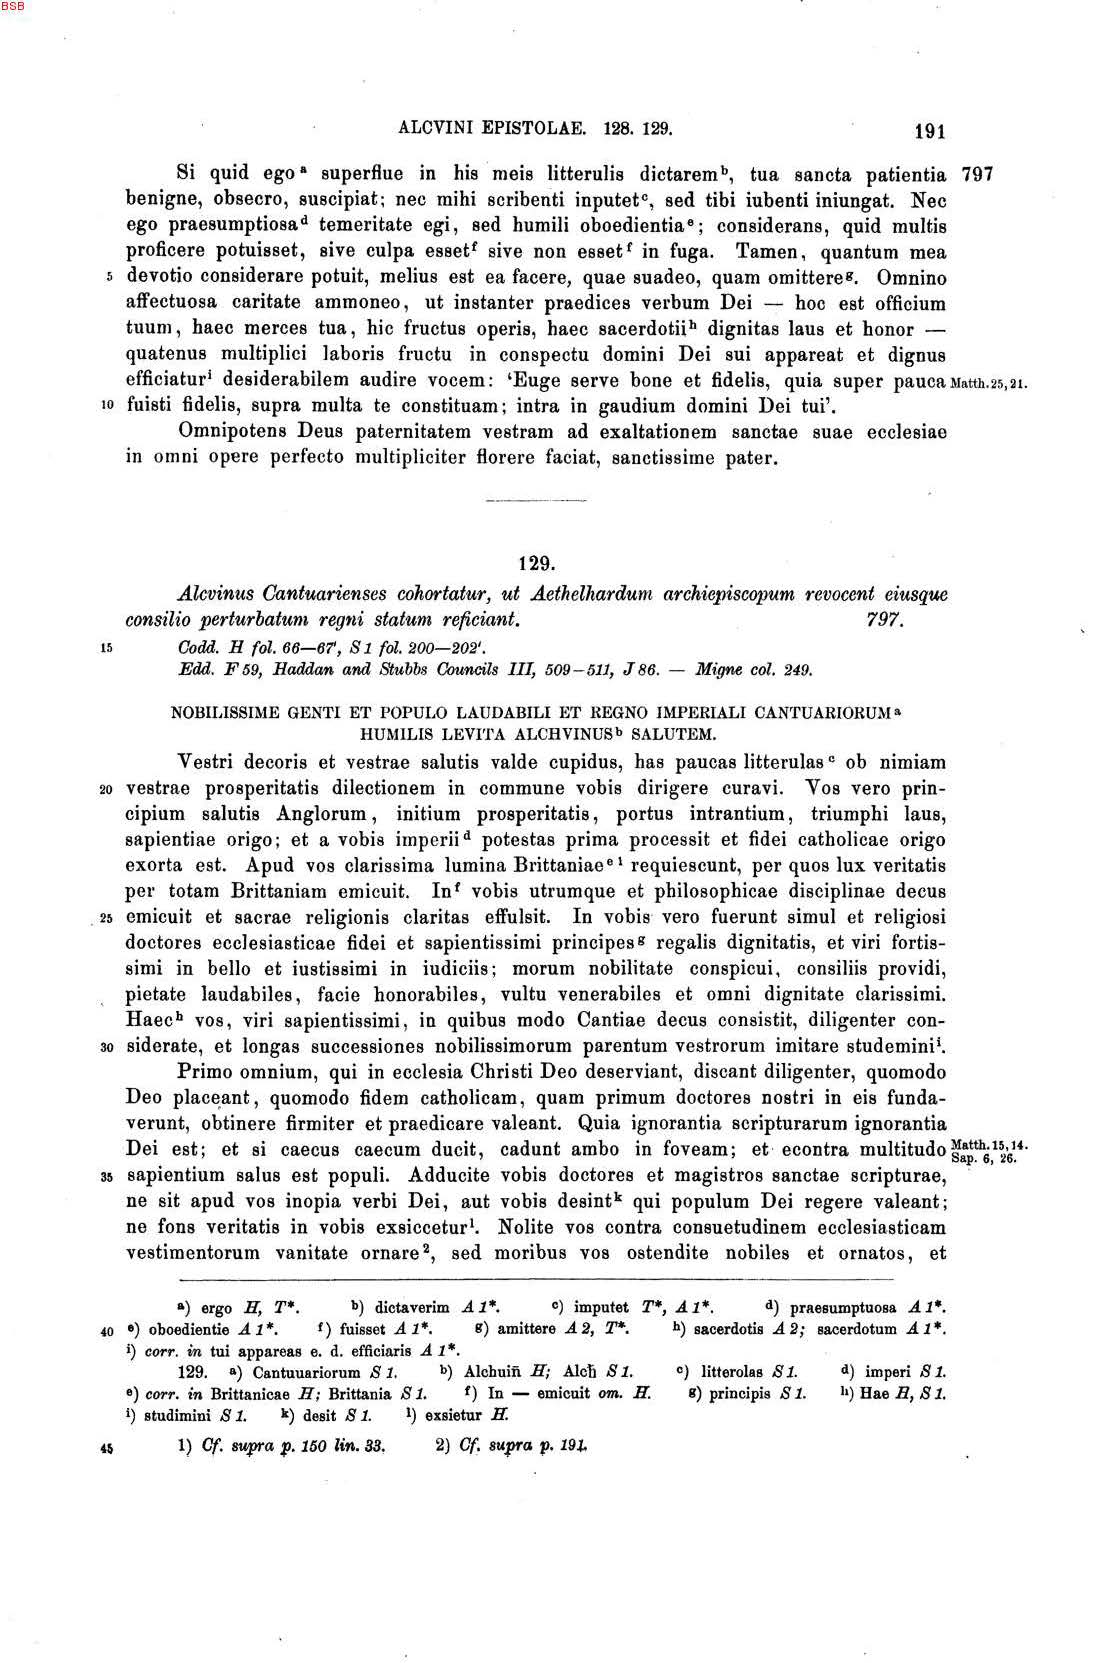 BSB
ALCVINI EPISTOLAE. 128. 129. 191
Si quid ego ᵃ superflue in his meis litterulis dictaremᵇ, tua sancta patientia 797
benigne, obsecro, suscipiat; nec mihi scribenti inputetᶜ, sed tibi iubenti iniungat. Nec
ego praesumptiosaᵈ temeritate egi, sed humili oboedientiaᵉ; considerans, quid multis
proficere potuisset, sive culpa essetᶠ sive non essetᶠ in fuga. Tamen, quantum mea
5 devotio considerare potuit, melius est ea facere, quae suadeo, quam omittereᵍ. Omnino
affectuosa caritate ammoneo, ut instanter praedices verbum Dei — hoc est officium
tuum, haec merces tua, hic fructus operis, haec sacerdotiiʰ dignitas laus et honor —
quatenus multiplici laboris fructu in conspectu domini Dei sui appareat et dignus
efficiaturⁱ desiderabilem audire vocem: ‘Euge serve bone et fidelis, quia super pauca Matth. 25, 21.
10 fuisti fidelis, supra multa te constituam; intra in gaudium domini Dei tui’.
Omnipotens Deus paternitatem vestram ad exaltationem sanctae suae ecclesiae
in omni opere perfecto multipliciter florere faciat, sanctissime pater.
129.
Alcvinus Cantuarienses cohortatur, ut Aethelhardum archiepiscopum revocent eiusque
consilio perturbatum regni statum reficiant. 797.
15 Codd. H fol. 66—67', S 1 fol. 200—202'.
Edd. F 59, Haddan and Stubbs Councils III, 509—511, J 86. — Migne col. 249.
NOBILISSIME GENTI ET POPULO LAUDABILI ET REGNO IMPERIALI CANTUARIORUM ᵃ
HUMILIS LEVITA ALCHVINUS ᵇ SALUTEM.
Vestri decoris et vestrae salutis valde cupidus, has paucas litterulas ᶜ ob nimiam
20 vestrae prosperitatis dilectionem in commune vobis dirigere curavi. Vos vero prin-
cipium salutis Anglorum, initium prosperitatis, portus intrantium, triumphi laus,
sapientiae origo; et a vobis imperii ᵈ potestas prima processit et fidei catholicae origo
exorta est. Apud vos clarissima lumina Brittaniae ᵉ ¹ requiescunt, per quos lux veritatis
per totam Brittaniam emicuit. Inᶠ vobis utrumque et philosophicae disciplinae decus
25 emicuit et sacrae religionis claritas effulsit. In vobis vero fuerunt simul et religiosi
doctores ecclesiasticae fidei et sapientissimi principesᵍ regalis dignitatis, et viri fortis-
simi in bello et iustissimi in iudiciis; morum nobilitate conspicui, consiliis providi,
pietate laudabiles, facie honorabiles, vultu venerabiles et omni dignitate clarissimi.
Haecʰ vos, viri sapientissimi, in quibus modo Cantiae decus consistit, diligenter con-
30 siderate, et longas successiones nobilissimorum parentum vestrorum imitare studeminiⁱ.
Primo omnium, qui in ecclesia Christi Deo deserviant, discant diligenter, quomodo
Deo placeant, quomodo fidem catholicam, quam primum doctores nostri in eis funda-
verunt, obtinere firmiter et praedicare valeant. Quia ignorantia scripturarum ignorantia
Dei est; et si caecus caecum ducit, cadunt ambo in foveam; et econtra multitudo Matth. 15, 14. Sap. 6, 26.
35 sapientium salus est populi. Adducite vobis doctores et magistros sanctae scripturae,
ne sit apud vos inopia verbi Dei, aut vobis desintᵏ qui populum Dei regere valeant;
ne fons veritatis in vobis exsicceturˡ. Nolite vos contra consuetudinem ecclesiasticam
vestimentorum vanitate ornare², sed moribus vos ostendite nobiles et ornatos, et
ᵃ) ergo H, T*. ᵇ) dictaverim A 1*. ᶜ) imputet T*, A 1*. ᵈ) praesumptuosa A 1*.
40 ᵉ) oboedientie A 1*. ᶠ) fuisset A 1*. ᵍ) amittere A 2, T*. ʰ) sacerdotis A 2; sacerdotum A 1*.
ⁱ) corr. in tui appareas e. d. efficiaris A 1*.
129. ᵃ) Cantuuariorum S 1. ᵇ) Alchuiñ H; Alcħ S 1. ᶜ) litterolas S 1. ᵈ) imperi S 1.
ᵉ) corr. in Brittanicae H; Brittania S 1. ᶠ) In — emicuit om. H. ᵍ) principis S 1. ʰ) Hae H, S 1.
ⁱ) studimini S 1. ᵏ) desit S 1. ˡ) exsietur H.
45 1) Cf. supra p. 150 lin. 33. 2) Cf. supra p. 191.